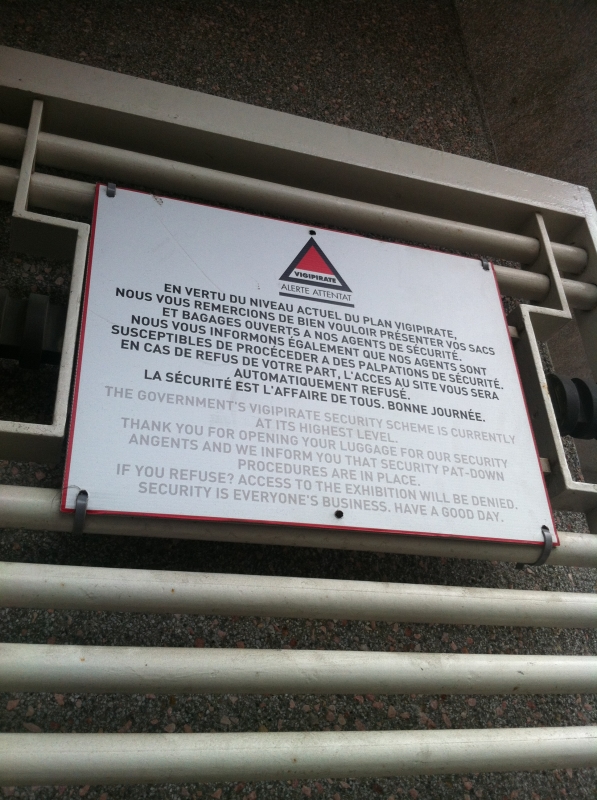 VIGIPIRATE
ALERTE ATTENTAT
EN VERTU DU NIVEAU ACTUEL DU PLAN VIGIPIRATE,
NOUS VOUS REMERCIONS DE BIEN VOULOIR PRÉSENTER VOS SACS
ET BAGAGES OUVERTS A NOS AGENTS DE SÉCURITÉ.
NOUS VOUS INFORMONS ÉGALEMENT QUE NOS AGENTS SONT
SUSCEPTIBLES DE PROCÉCEDER A DES PALPATIONS DE SÉCURITÉ.
EN CAS DE REFUS DE VOTRE PART, L'ACCES AU SITE VOUS SERA
AUTOMATIQUEMENT REFUSÉ.
LA SÉCURITÉ EST L'AFFAIRE DE TOUS. BONNE JOURNÉE.
THE GOVERNMENT'S VIGIPIRATE SECURITY SCHEME IS CURRENTLY
AT ITS HIGHEST LEVEL.
THANK YOU FOR OPENING YOUR LUGGAGE FOR OUR SECURITY
ANGENTS AND WE INFORM YOU THAT SECURITY PAT-DOWN
PROCEDURES ARE IN PLACE.
IF YOU REFUSE? ACCESS TO THE EXHIBITION WILL BE DENIED.
SECURITY IS EVERYONE'S BUSINESS. HAVE A GOOD DAY.